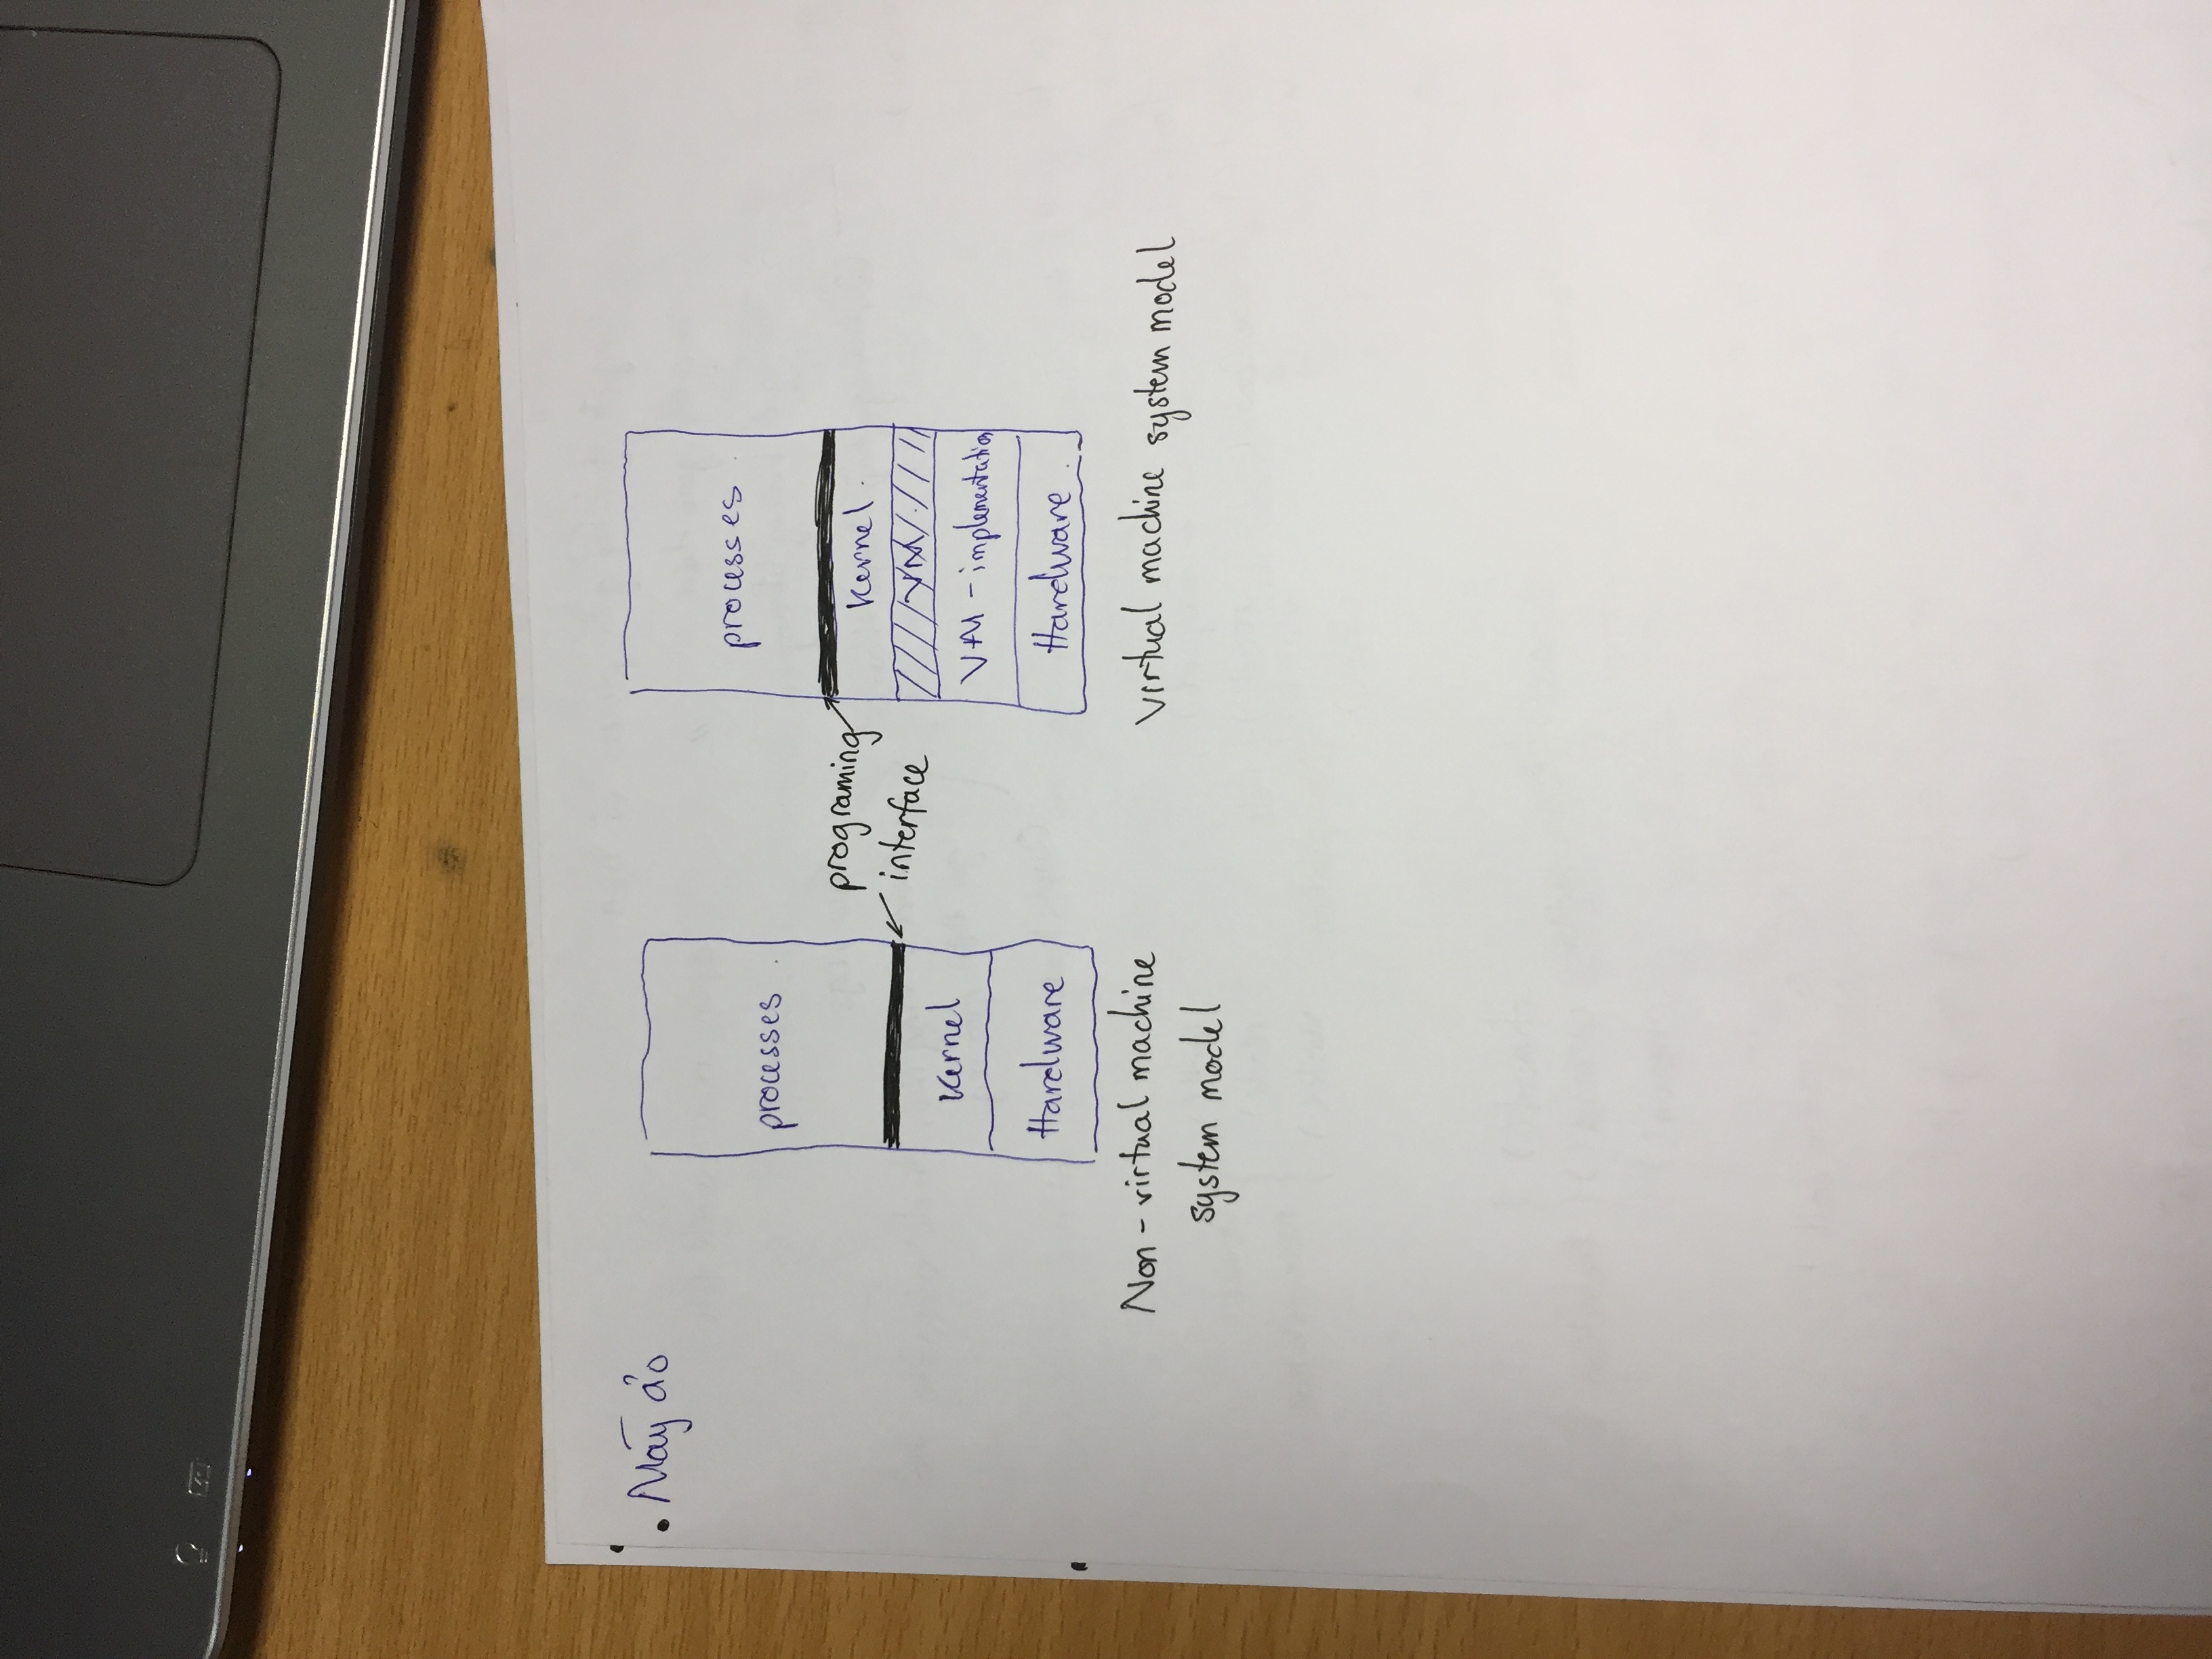 . Máy ảo
processes
Kernel
Hardware
Non - virtual machine
system model
programing
interface
processes
Kernel
VM
VM - implementation
Hardware
Virtual machine system model